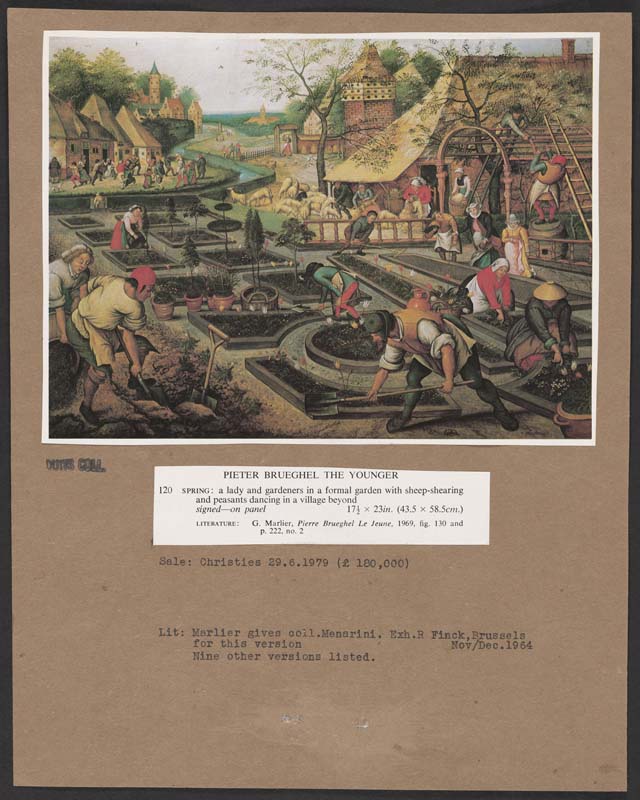 OUTIS COLL.
PIETER BRUEGHEL THE YOUNGER
120 SPRING: a lady and gardeners in a formal garden with sheep-shearing
and peasants dancing in a village beyond
signed—on panel 17½ × 23in. (43.5 × 58.5cm.)
LITERATURE: G. Marlier, Pierre Brueghel Le Jeune, 1969, fig. 130 and
p. 222, no. 2
Sale: Christies 29.6.1979 (£ 180,000)
Lit: Marlier gives coll.Menarini. Exh.R Finck,Brussels
for this version Nov/Dec.1964
Nine other versions listed.